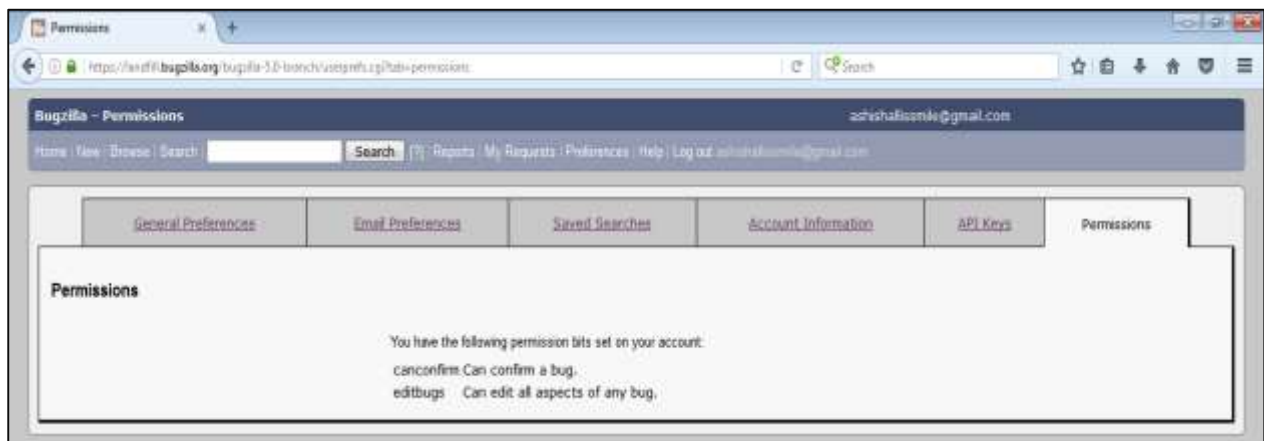 Permissions
https://landfill.bugzilla.org/bugzilla-5.0-branch/userprefs.cgi?tab=permissions
Search
Bugzilla – Permissions
ashishallsmile@gmail.com
Home | New | Browse | Search
Search
[?] | Reports | My Requests | Preferences | Help | Log out
General Preferences
Email Preferences
Saved Searches
Account Information
API Keys
Permissions
Permissions
You have the following permission bits set on your account:
canconfirm Can confirm a bug.
editbugs Can edit all aspects of any bug.